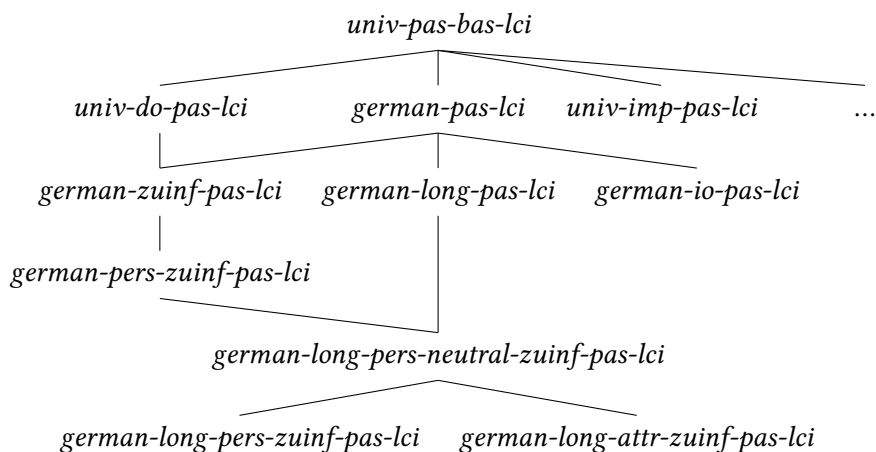 univ-pas-bas-lci
univ-do-pas-lci german-pas-lci univ-imp-pas-lci ...
german-zuinf-pas-lci german-long-pas-lci german-io-pas-lci
german-pers-zuinf-pas-lci
german-long-pers-neutral-zuinf-pas-lci
german-long-pers-zuinf-pas-lci german-long-attr-zuinf-pas-lci